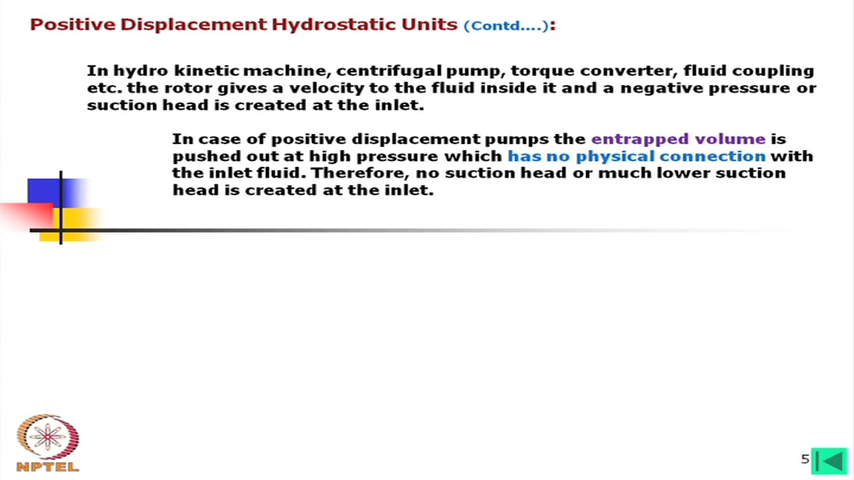 Positive Displacement Hydrostatic Units (Contd....):
In hydro kinetic machine, centrifugal pump, torque converter, fluid coupling
etc. the rotor gives a velocity to the fluid inside it and a negative pressure or
suction head is created at the inlet.
In case of positive displacement pumps the entrapped volume is
pushed out at high pressure which has no physical connection with
the inlet fluid. Therefore, no suction head or much lower suction
head is created at the inlet.
NPTEL
5